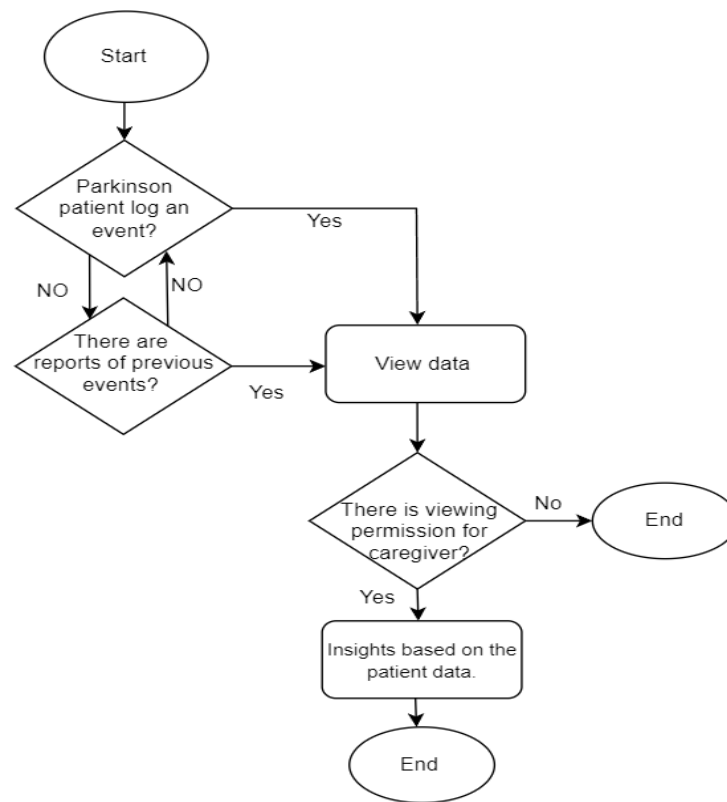 Start
Parkinson
patient log an
event?
Yes
NO
NO
There are
reports of previous
events?
Yes
View data
There is viewing
permission for
caregiver?
No
End
Yes
Insights based on the
patient data.
End